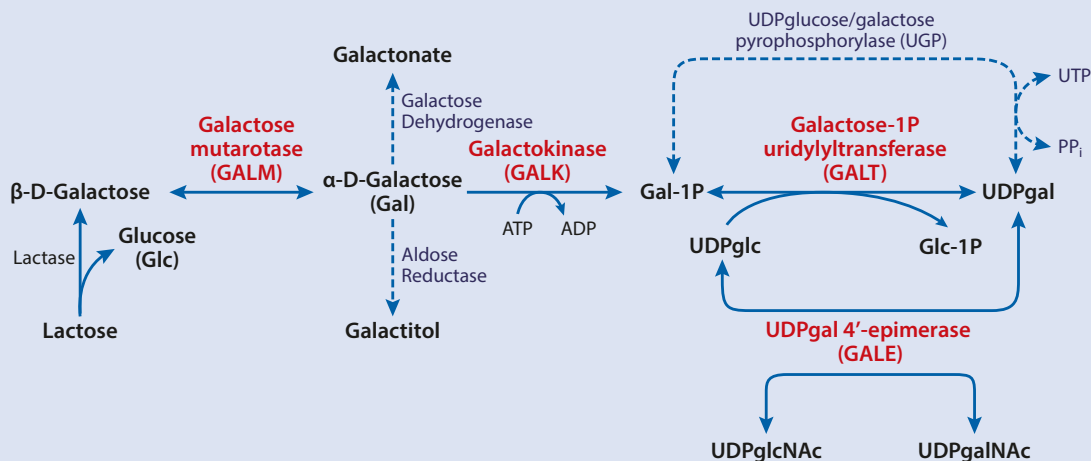 UDPglucose/galactose
pyrophosphorylase (UGP)
Galactonate
UTP
Galactose
Dehydrogenase
Galactose
mutarotase
(GALM)
Galactokinase
(GALK)
Galactose-1P
uridylyltransferase
(GALT)
PPi
β-D-Galactose
α-D-Galactose
(Gal)
Gal-1P
UDPgal
ATP
ADP
Glucose
(Glc)
Lactase
UDPglc
Glc-1P
Aldose
Reductase
Lactose
Galactitol
UDPgal 4′-epimerase
(GALE)
UDPglcNAc
UDPgalNAc